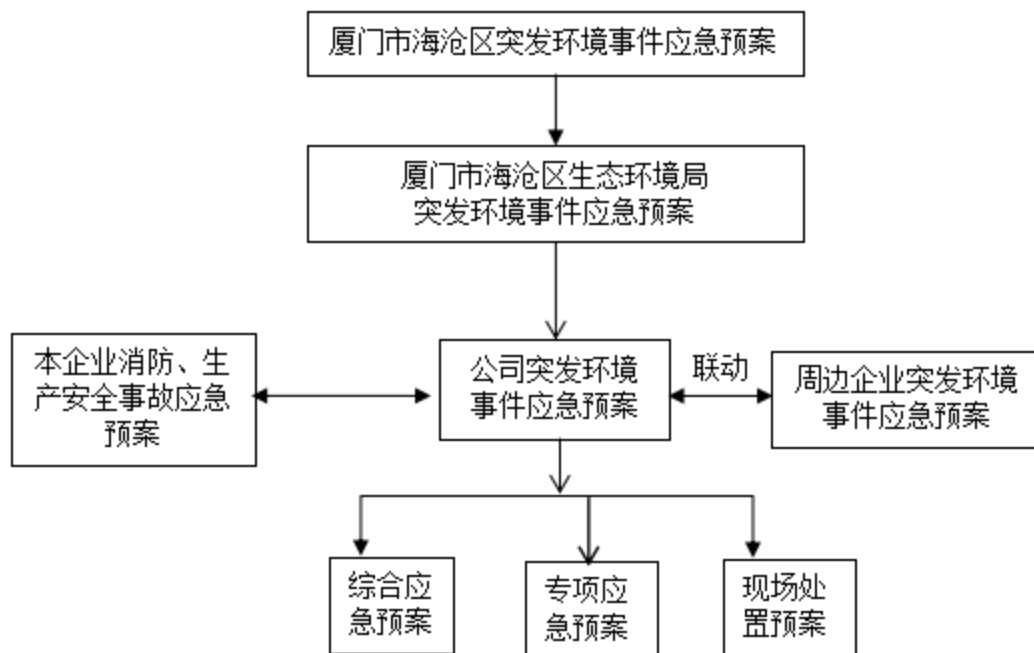 厦门市海沧区突发环境事件应急预案
厦门市海沧区生态环境局
突发环境事件应急预案
本企业消防、生
产安全事故应急
预案
公司突发环境
事件应急预案
联动
周边企业突发环境
事件应急预案
综合应
急预案
专项应
急预案
现场处
置预案